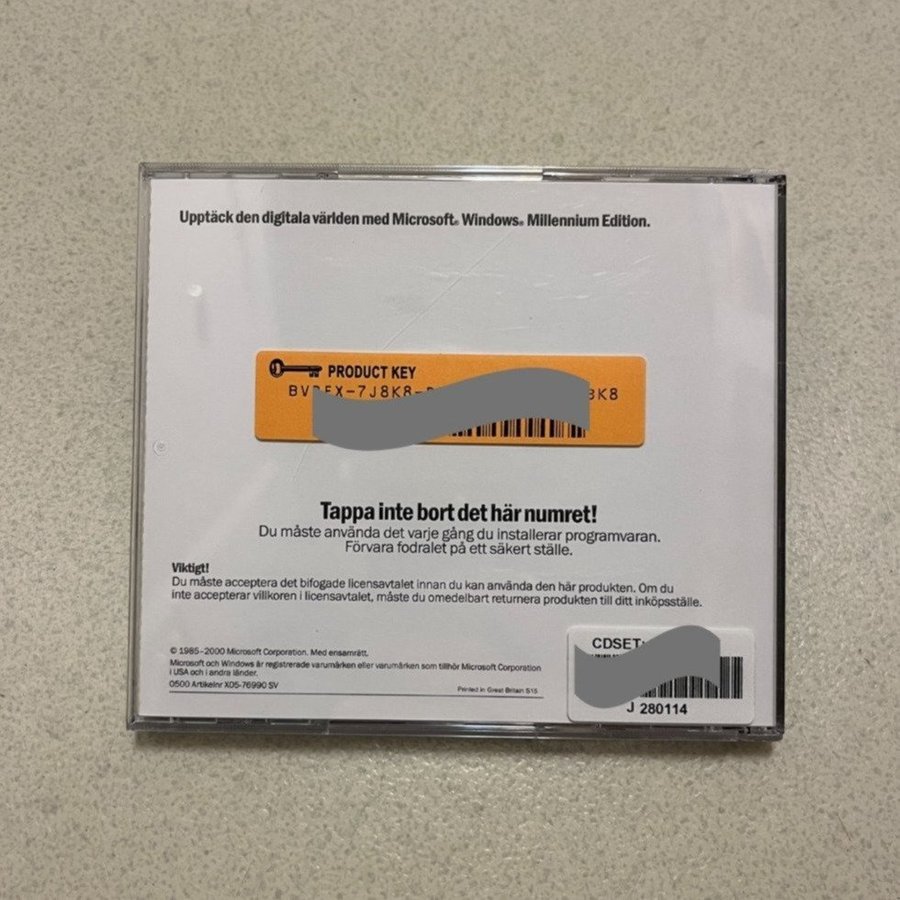 Upptäck den digitala världen med Microsoft® Windows® Millennium Edition.
PRODUCT KEY
Tappa inte bort det här numret!
Du måste använda det varje gång du installerar programvaran.
Förvara fodralet på ett säkert ställe.
Viktigt!
Du måste acceptera det bifogade licensavtalet innan du kan använda den här produkten. Om du
inte accepterar villkoren i licensavtalet, måste du omedelbart returnera produkten till ditt inköpsställe.
© 1985–2000 Microsoft Corporation. Med ensamrätt.
Microsoft och Windows är registrerade varumärken eller varumärken som tillhör Microsoft Corporation
i USA och i andra länder.
0500 Artikelnr X05-76990 SV
Printed in Great Britain S15
CDSET:
J 280114